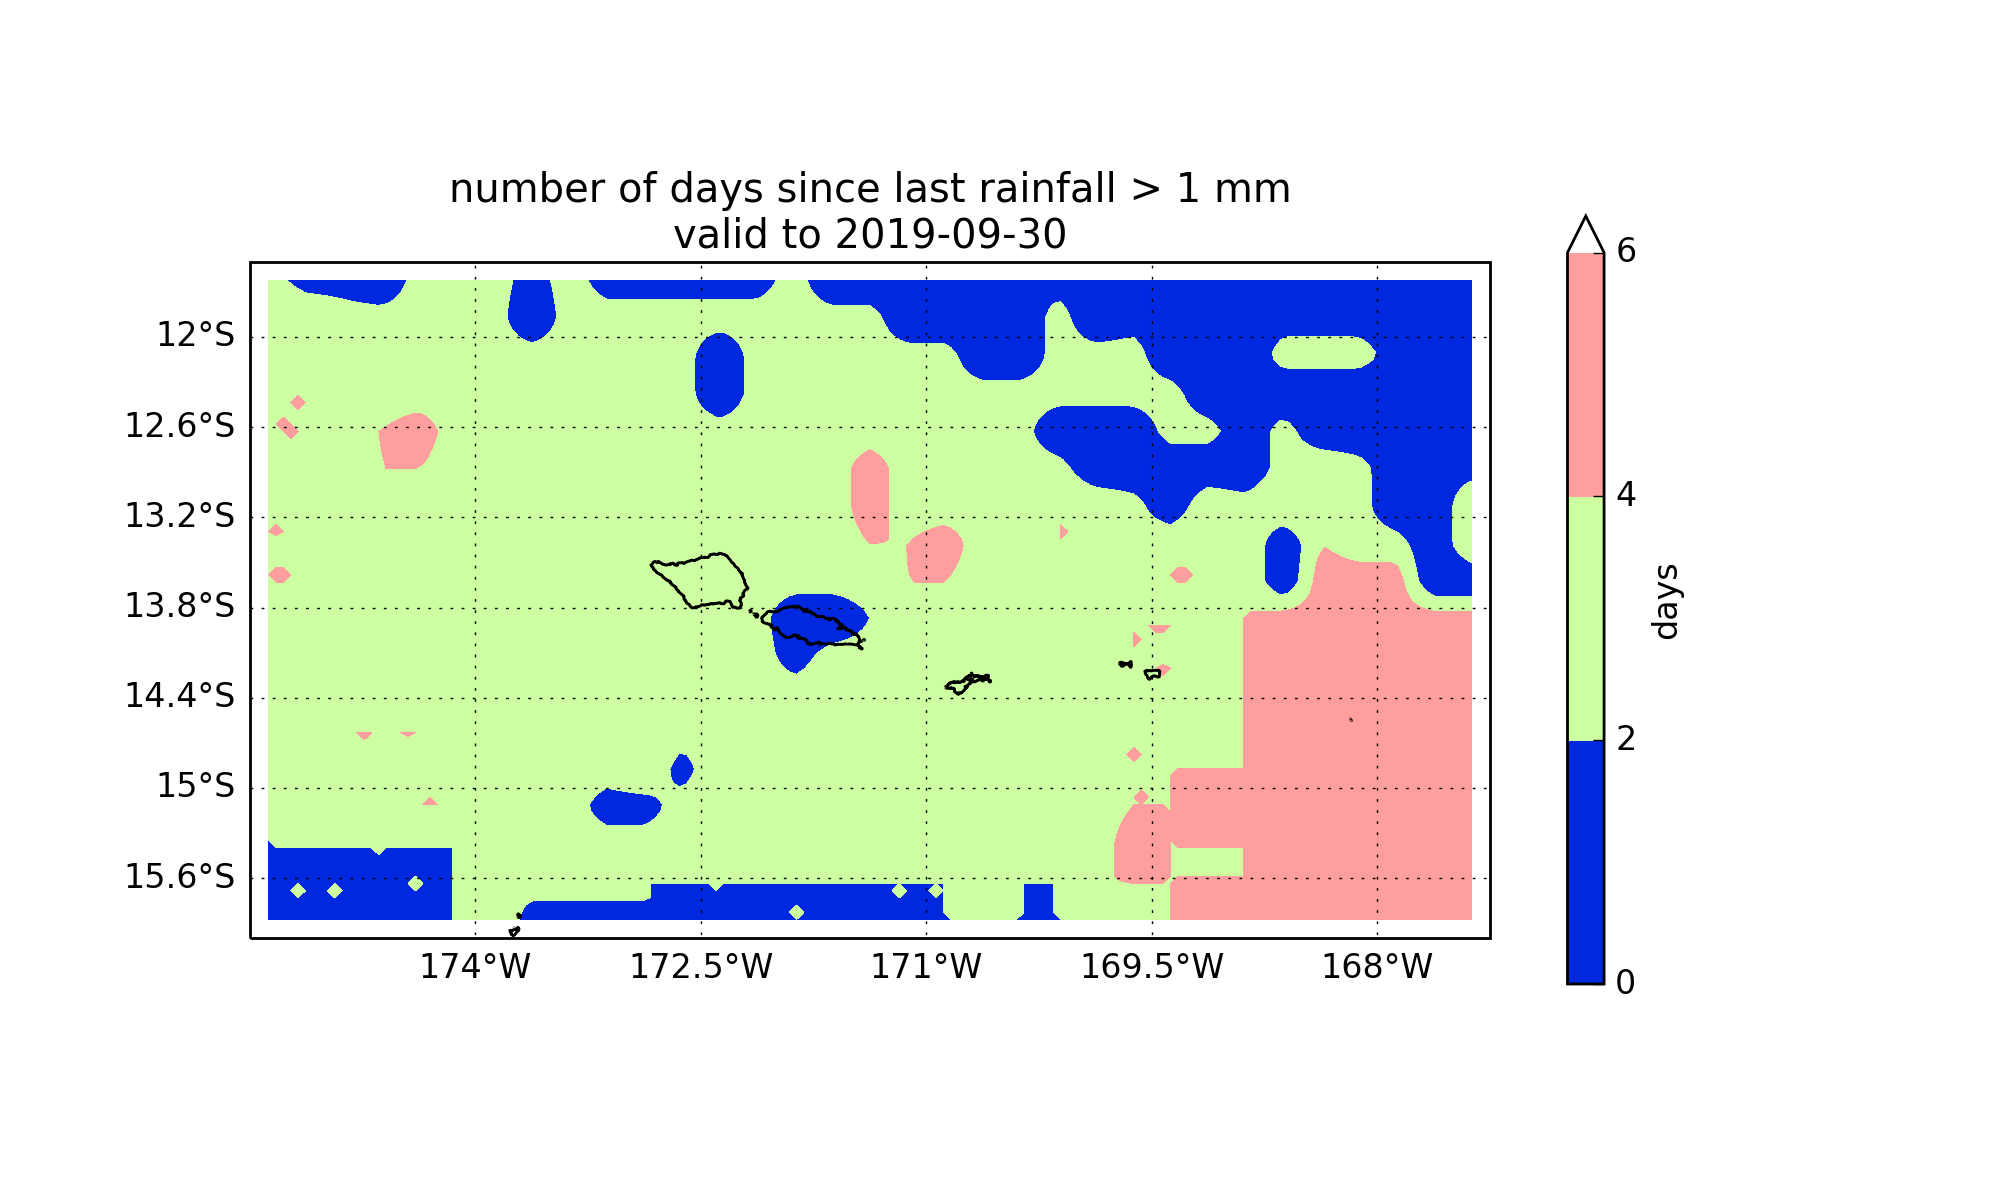 number of days since last rainfall > 1 mm
valid to 2019-09-30
12°S
12.6°S
13.2°S
13.8°S
14.4°S
15°S
15.6°S
174°W
172.5°W
171°W
169.5°W
168°W
6
4
2
0
days